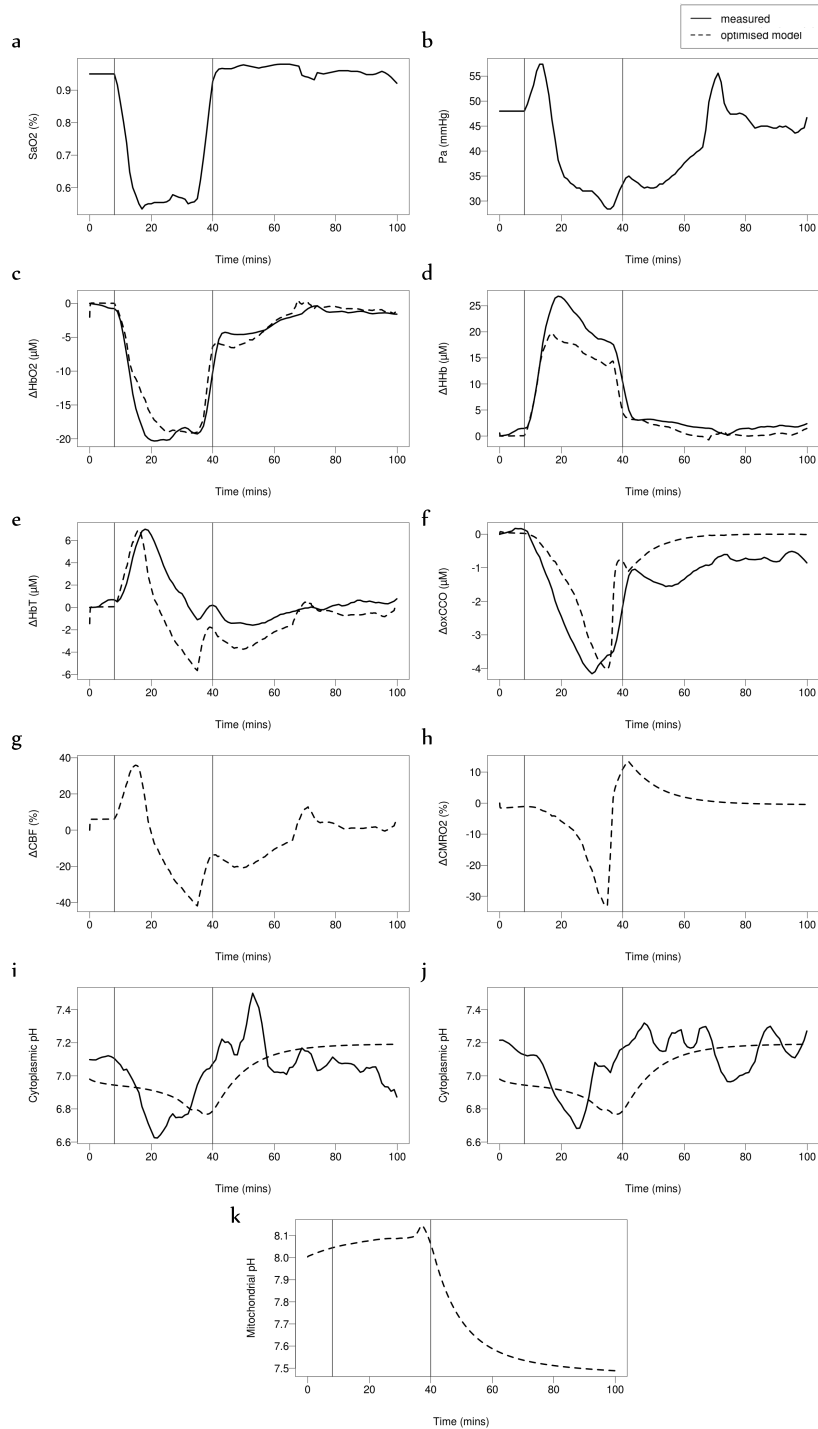 measured
optimised model
a
b
0.9
0.8
0.7
0.6
SaO2 (%)
0 20 40 60 80 100
Time (mins)
55
50
45
40
35
30
Pa (mmHg)
0 20 40 60 80 100
Time (mins)
c
d
0
-5
-10
-15
-20
ΔHbO2 (µM)
0 20 40 60 80 100
Time (mins)
25
20
15
10
5
0
ΔHHb (µM)
0 20 40 60 80 100
Time (mins)
e
f
6
4
2
0
-2
-4
-6
ΔHbT (µM)
0 20 40 60 80 100
Time (mins)
0
-1
-2
-3
-4
ΔoxCCO (µM)
0 20 40 60 80 100
Time (mins)
g
h
40
20
0
-20
-40
ΔCBF (%)
0 20 40 60 80 100
Time (mins)
10
0
-10
-20
-30
ΔCMRO2 (%)
0 20 40 60 80 100
Time (mins)
i
j
7.4
7.2
7.0
6.8
6.6
Cytoplasmic pH
0 20 40 60 80 100
Time (mins)
7.4
7.2
7.0
6.8
6.6
Cytoplasmic pH
0 20 40 60 80 100
Time (mins)
k
8.1
8.0
7.9
7.8
7.7
7.6
7.5
Mitochondrial pH
0 20 40 60 80 100
Time (mins)